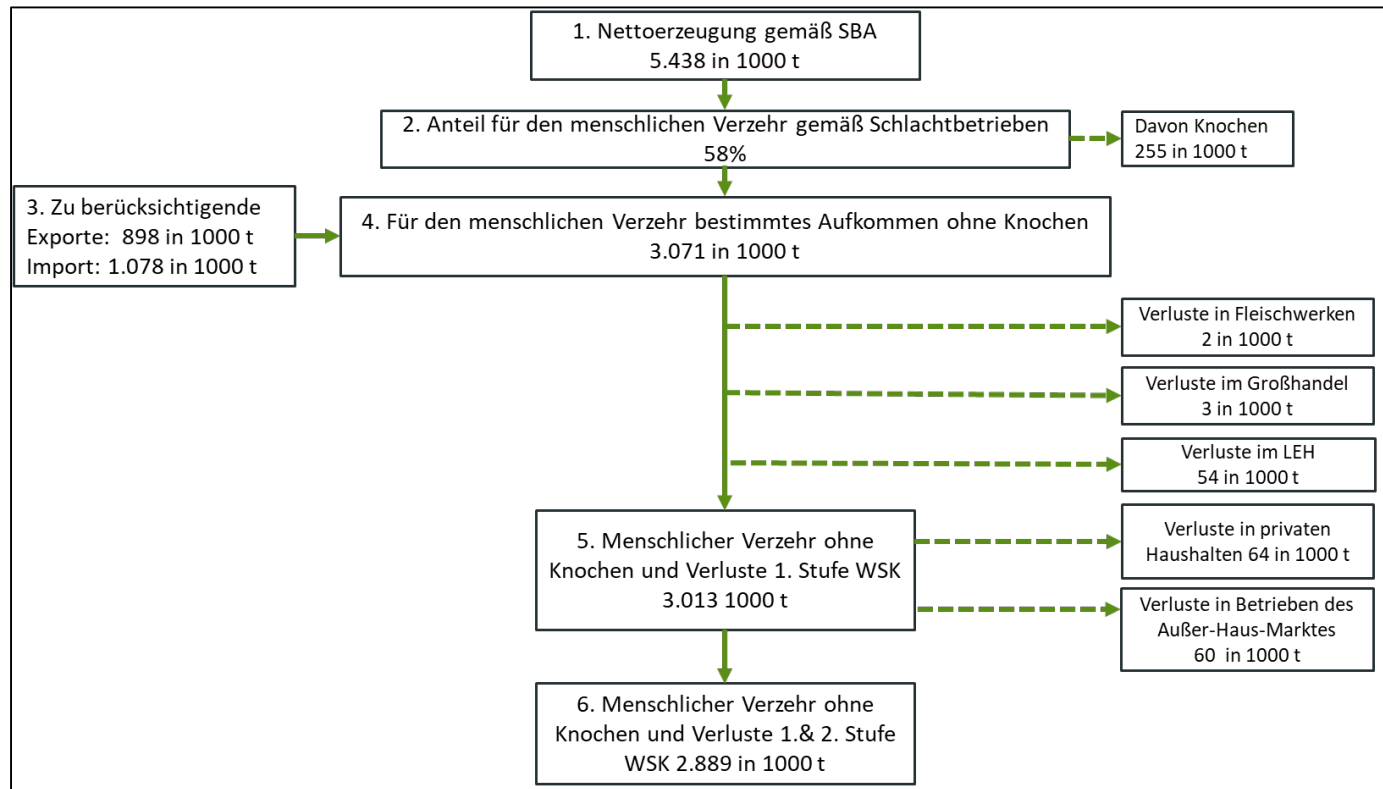 1. Nettoerzeugung gemäß SBA
5.438 in 1000 t
2. Anteil für den menschlichen Verzehr gemäß Schlachtbetrieben
58%
Davon Knochen
255 in 1000 t
3. Zu berücksichtigende
Exporte: 898 in 1000 t
Import: 1.078 in 1000 t
4. Für den menschlichen Verzehr bestimmtes Aufkommen ohne Knochen
3.071 in 1000 t
Verluste in Fleischwerken
2 in 1000 t
Verluste im Großhandel
3 in 1000 t
Verluste im LEH
54 in 1000 t
5. Menschlicher Verzehr ohne
Knochen und Verluste 1. Stufe WSK
3.013 1000 t
Verluste in privaten
Haushalten 64 in 1000 t
Verluste in Betrieben des
Außer-Haus-Marktes
60 in 1000 t
6. Menschlicher Verzehr ohne
Knochen und Verluste 1.& 2. Stufe
WSK 2.889 in 1000 t